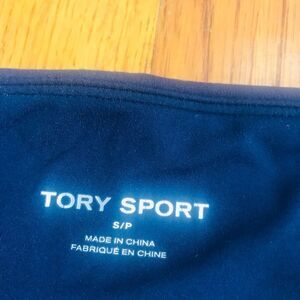 TORY SPORT
S/P
MADE IN CHINA
FABRIQUÉ EN CHINE